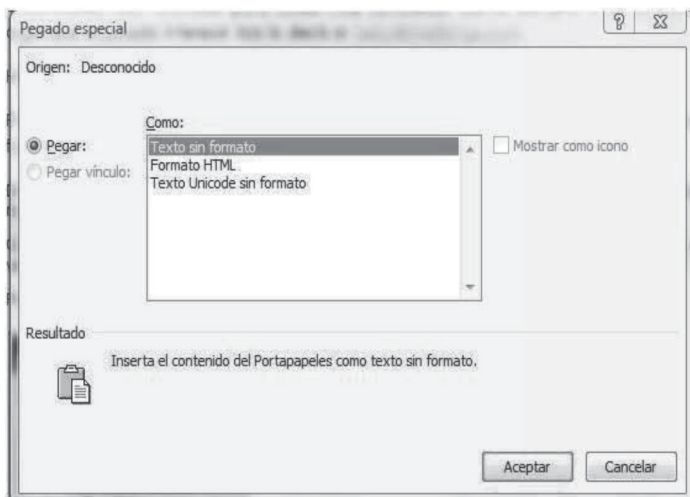 Pegado especial
Origen: Desconocido
Como:
Pegar:
Texto sin formato
Mostrar como icono
Pegar vínculo:
Formato HTML
Texto Unicode sin formato
Resultado
Inserta el contenido del Portapapeles como texto sin formato.
Aceptar
Cancelar